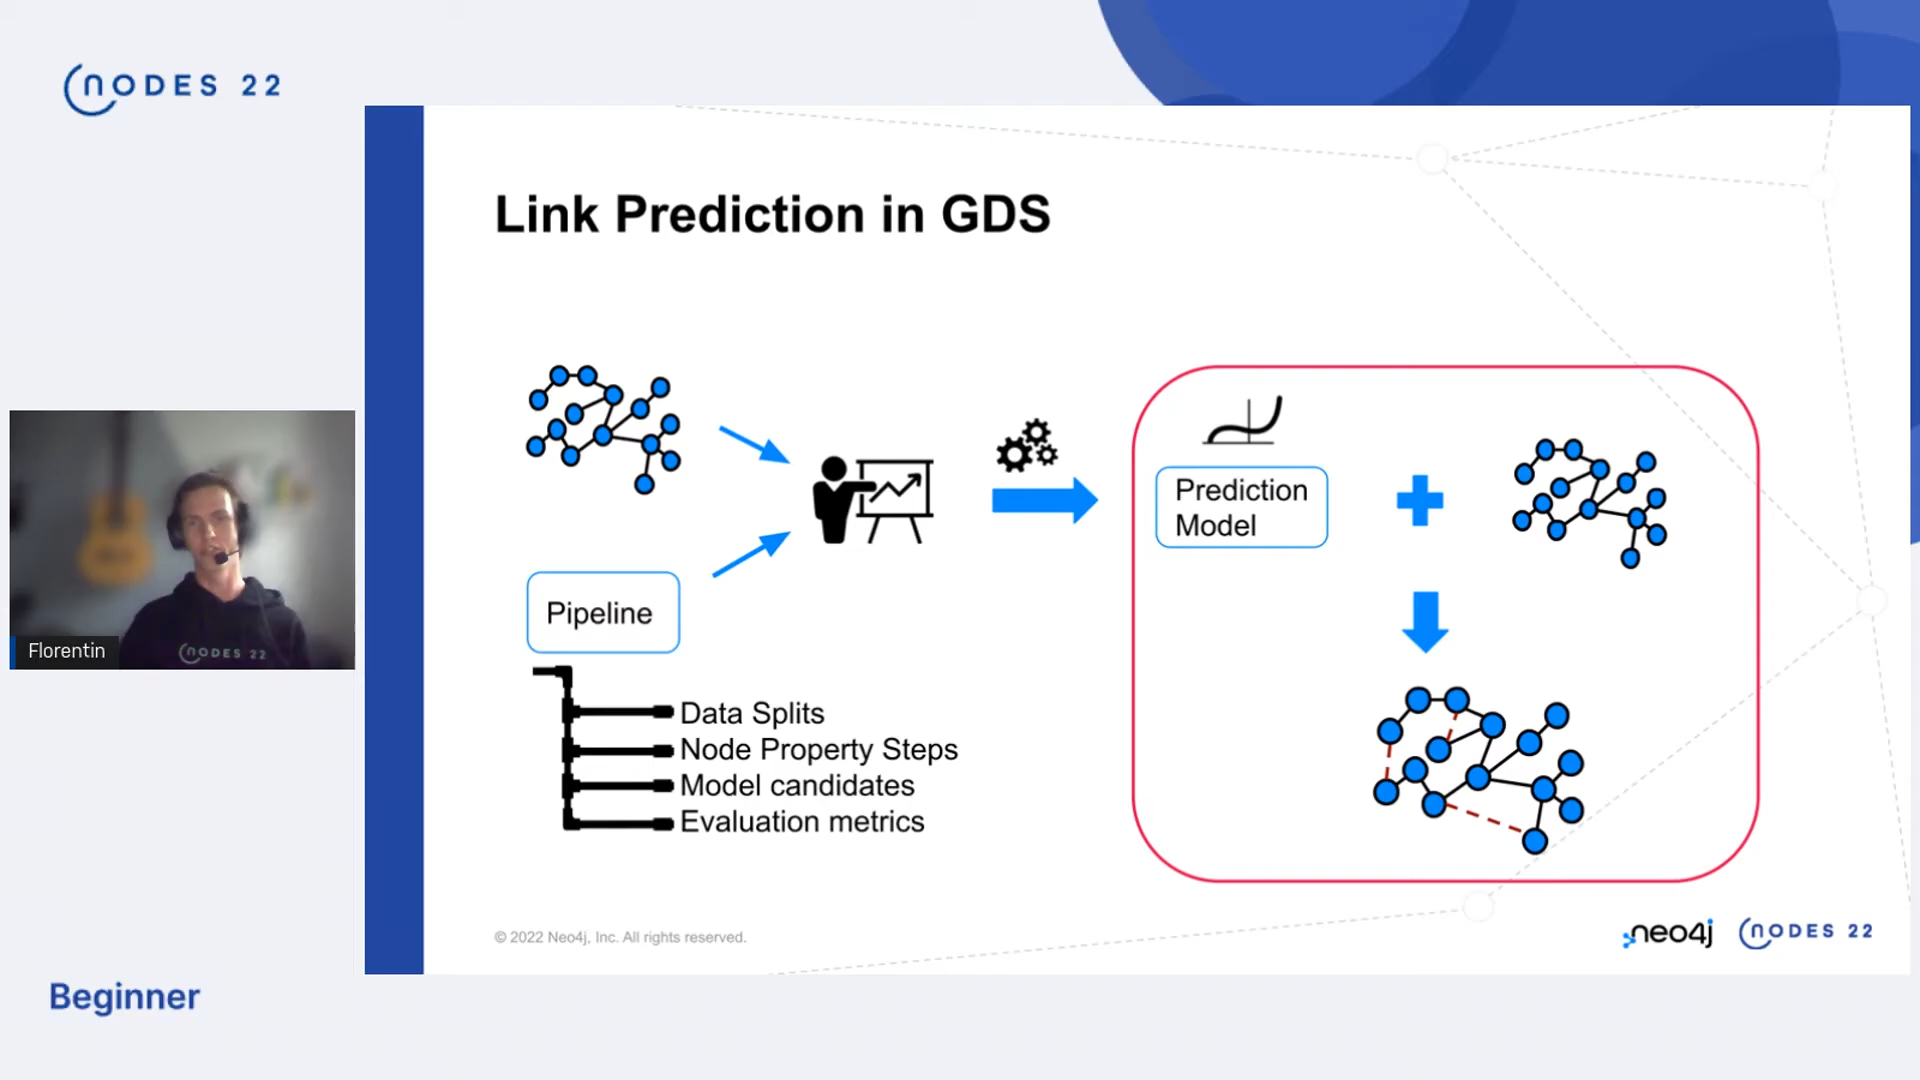 NODES 22
Link Prediction in GDS
Prediction
Model
Pipeline
Data Splits
Node Property Steps
Model candidates
Evaluation metrics
Florentin
NODES 22
© 2022 Neo4j, Inc. All rights reserved.
neo4j
NODES 22
Beginner